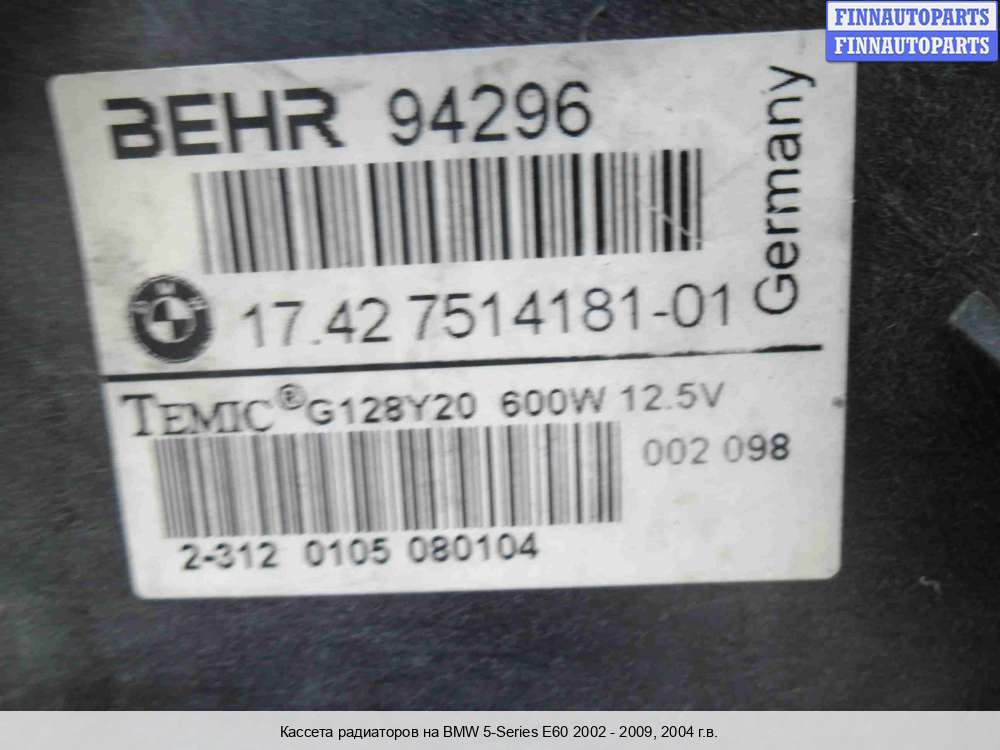 FINNAUTOPARTS
FINNAUTOPARTS
BEHR 94296
Germany
17.42 7514181-01
TEMIC® G128Y20 600W 12.5V
002 098
2-312 0105 080104
Кассета радиаторов на BMW 5-Series E60 2002 - 2009, 2004 г.в.